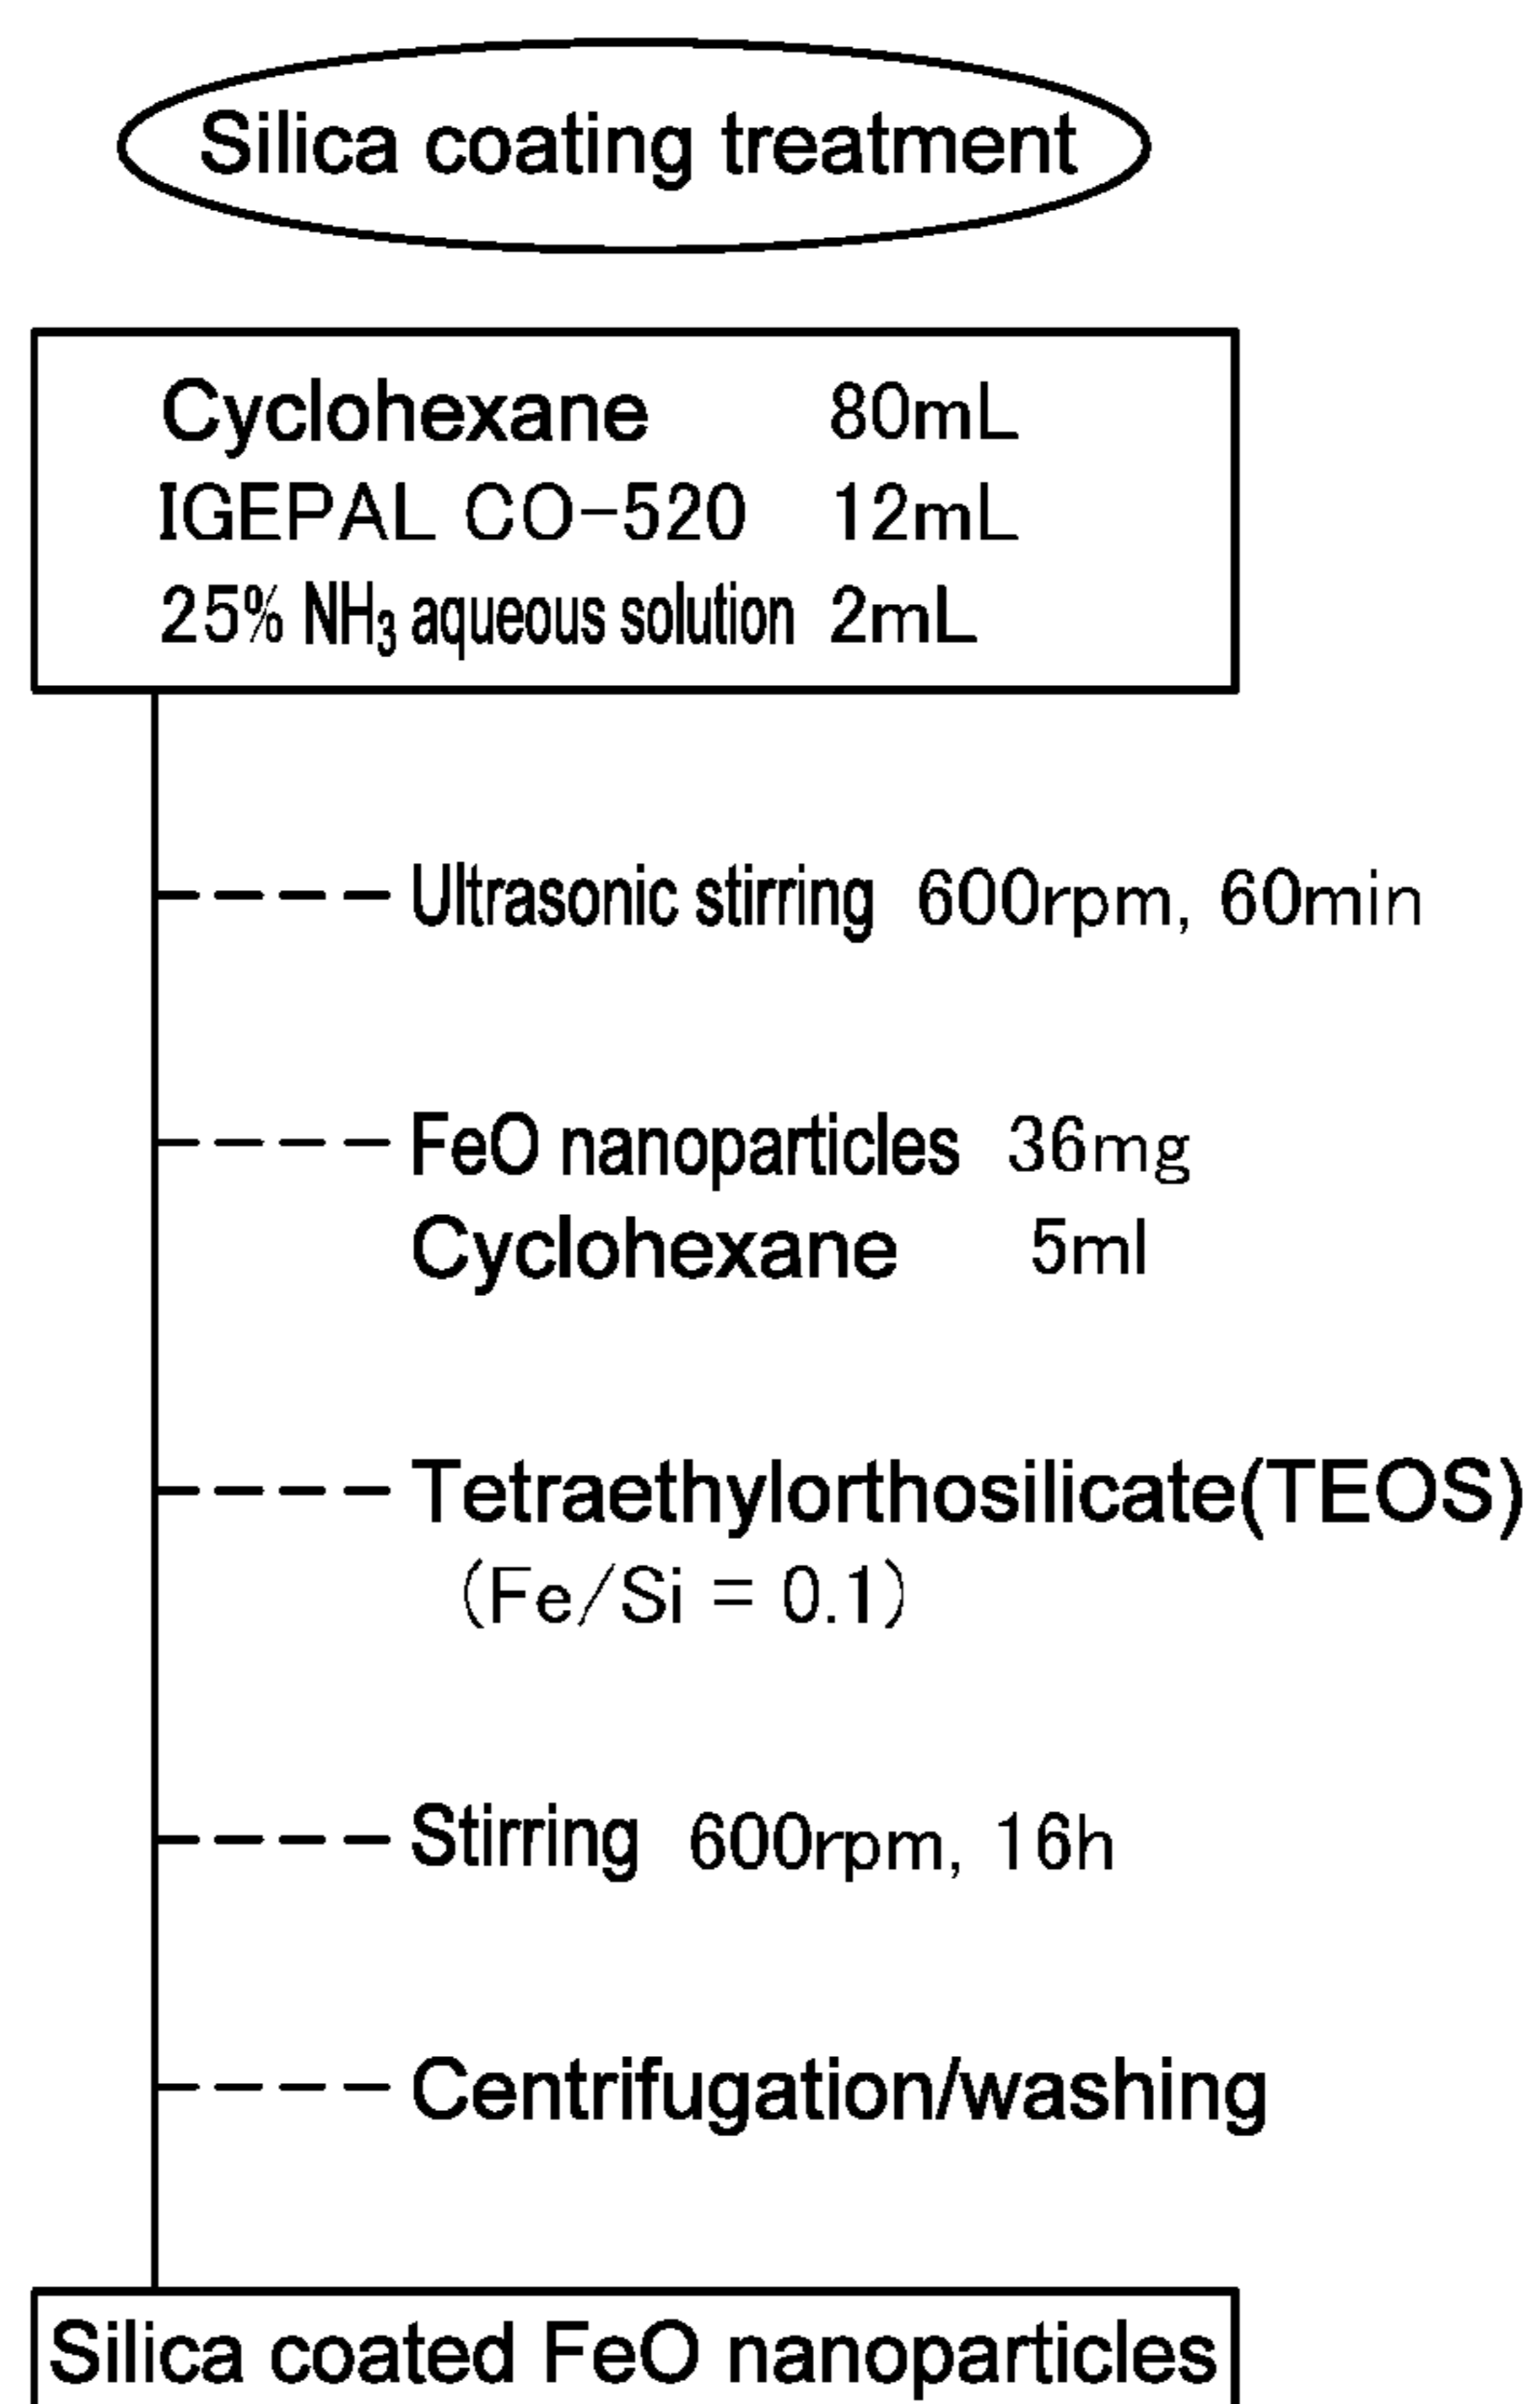 Silica coating treatment
Cyclohexane 80mL
IGEPAL CO-520 12mL
25% NH₃ aqueous solution 2mL
Ultrasonic stirring 600rpm, 60min
FeO nanoparticles 36mg
Cyclohexane 5ml
Tetraethylorthosilicate(TEOS)
(Fe/Si = 0.1)
Stirring 600rpm, 16h
Centrifugation/washing
Silica coated FeO nanoparticles